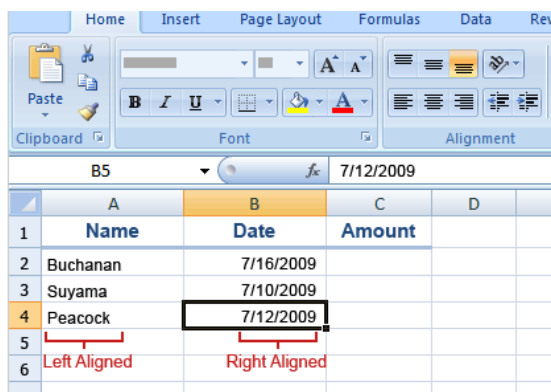 Home Insert Page Layout Formulas Data
Paste
B I U A A A
Clipboard Font Alignment
B5 fx 7/12/2009
A B C D
1 Name Date Amount
2 Buchanan 7/16/2009
3 Suyama 7/10/2009
4 Peacock 7/12/2009
5
6 Left Aligned Right Aligned